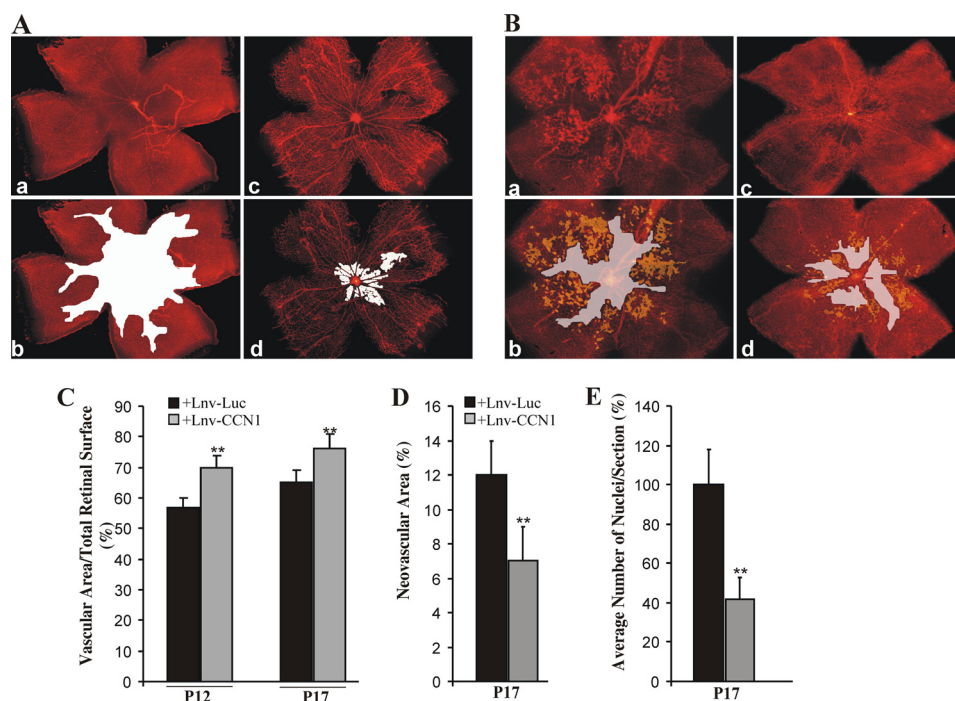 A
B
a
c
b
d
a
c
b
d
C
+Lnv-Luc
+Lnv-CCN1
Vascular Area/Total Retinal Surface
(%)
90
80
70
60
50
40
30
20
10
0
**
**
P12
P17
D
+Lnv-Luc
+Lnv-CCN1
Neovascular Area (%)
16
14
12
10
8
6
4
2
0
**
P17
E
Average Number of Nuclei/Section (%)
140
120
100
80
60
40
20
0
**
P17